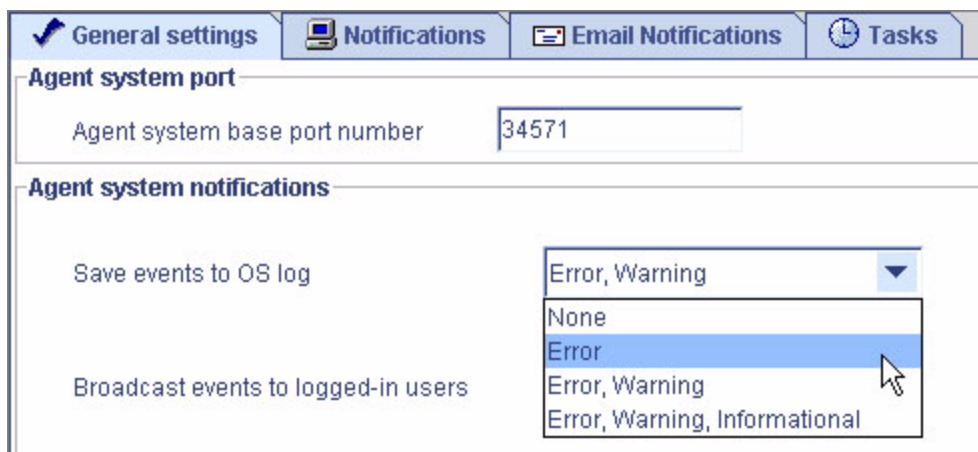 General settings Notifications Email Notifications Tasks
Agent system port
Agent system base port number 34571
Agent system notifications
Save events to OS log Error, Warning
None
Error
Broadcast events to logged-in users Error, Warning
Error, Warning, Informational